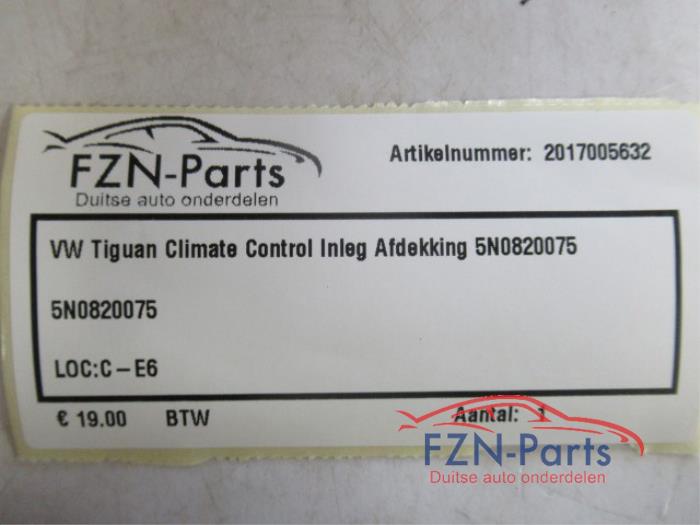 FZN-Parts
Duitse auto onderdelen
Artikelnummer: 2017005632
VW Tiguan Climate Control Inleg Afdekking 5N0820075
5N0820075
LOC:C-E6
€ 19.00 BTW
Aantal: 1
FZN-Parts
Duitse auto onderdelen